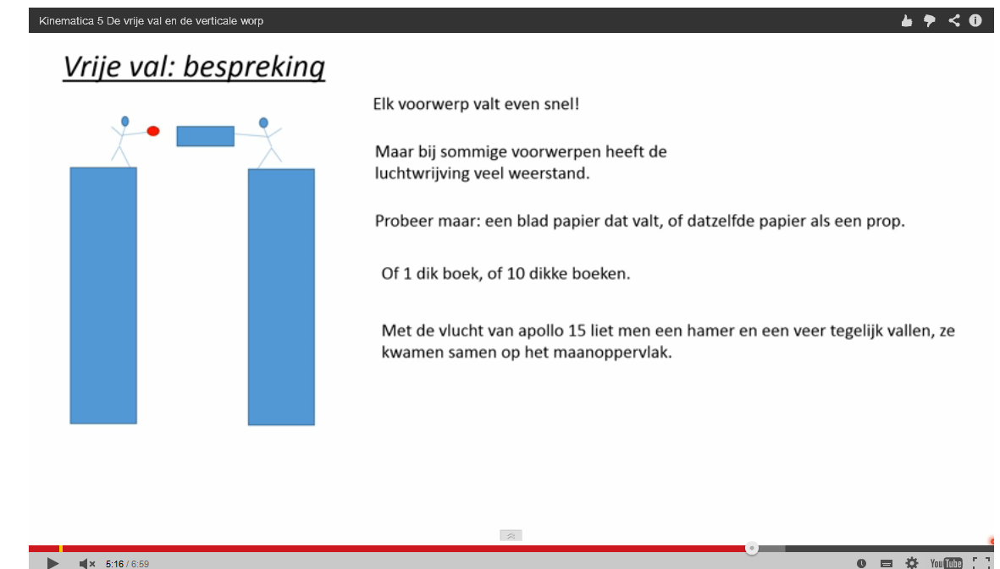 Kinematica 5 De vrije val en de verticale worp
Vrije val: bespreking
Elk voorwerp valt even snel!
Maar bij sommige voorwerpen heeft de
luchtwrijving veel weerstand.
Probeer maar: een blad papier dat valt, of datzelfde papier als een prop.
Of 1 dik boek, of 10 dikke boeken.
Met de vlucht van apollo 15 liet men een hamer en een veer tegelijk vallen, ze
kwamen samen op het maanoppervlak.
5:16 / 6:59
YouTube